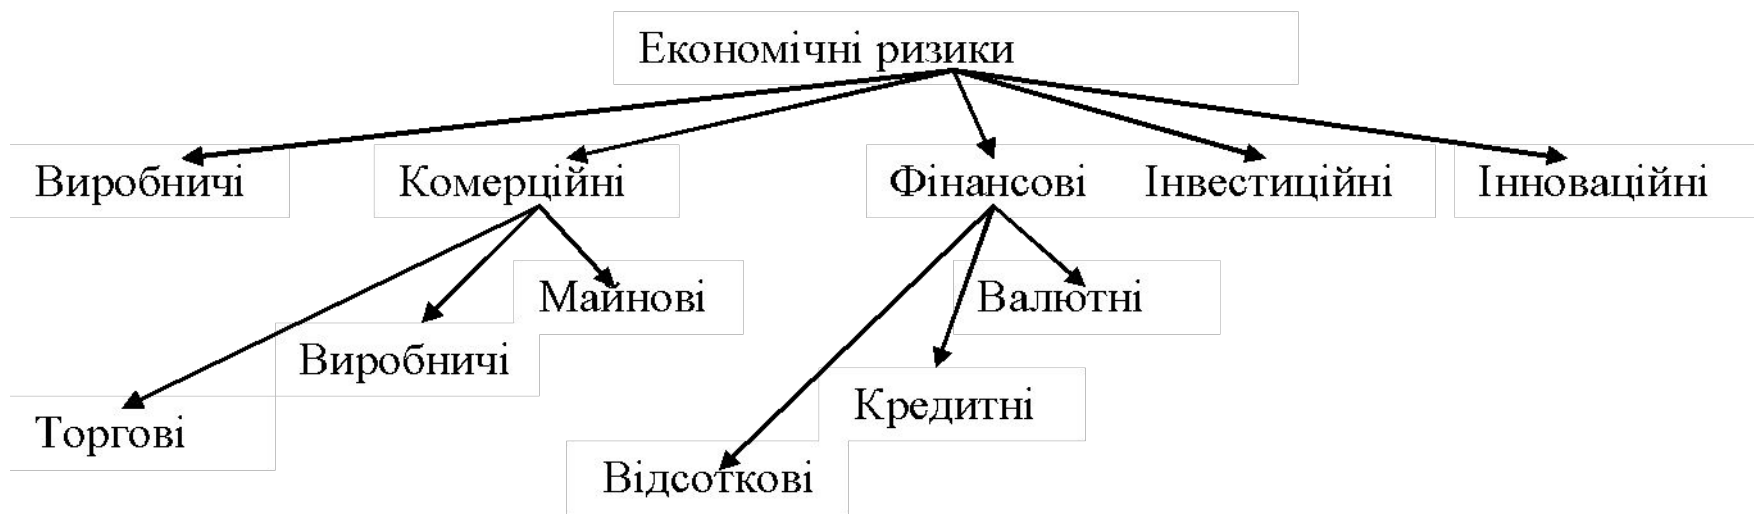 Економічні ризики
Виробничі Комерційні Фінансові Інвестиційні Інноваційні
Майнові Валютні
Виробничі
Кредитні
Торгові
Відсоткові